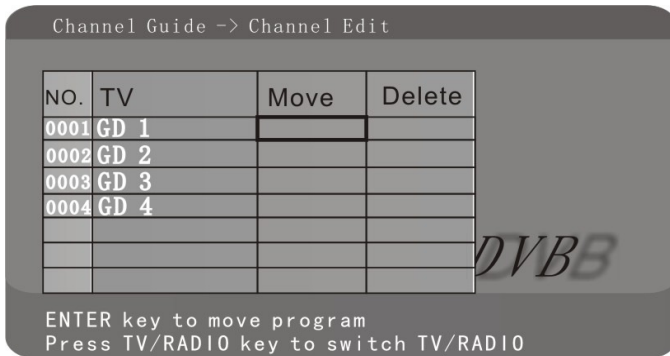 Channel Guide -> Channel Edit
NO. TV Move Delete
0001 GD 1
0002 GD 2
0003 GD 3
0004 GD 4
DVB
ENTER key to move program
Press TV/RADIO key to switch TV/RADIO